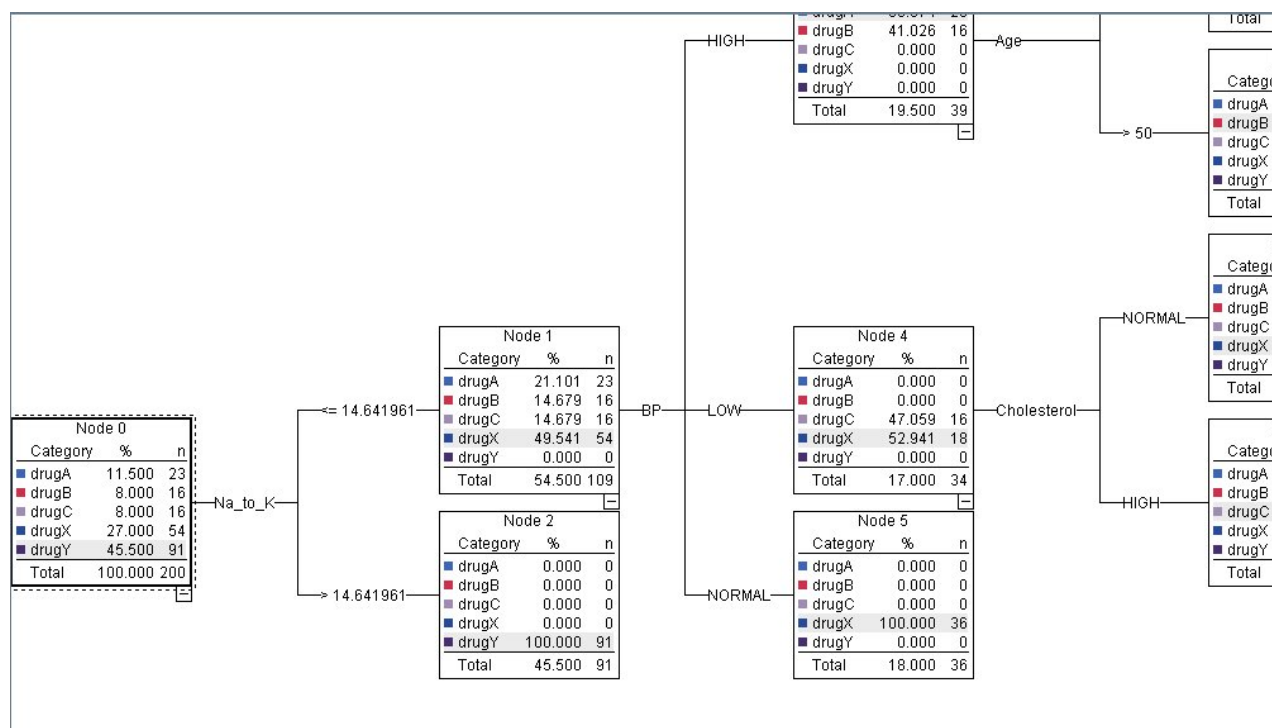 drugB 41.026 16
drugC 0.000 0
drugX 0.000 0
drugY 0.000 0
Total 19.500 39
HIGH
Age
> 50
Total
drugA
drugB
drugC
drugX
drugY
Total
Node 1
Category % n
drugA 21.101 23
drugB 14.679 16
drugC 14.679 16
drugX 49.541 54
drugY 0.000 0
Total 54.500 109
Node 4
Category % n
drugA 0.000 0
drugB 0.000 0
drugC 47.059 16
drugX 52.941 18
drugY 0.000 0
Total 17.000 34
NORMAL
drugA
drugB
drugC
drugX
drugY
Total
<= 14.641961
BP
LOW
Cholesterol
Node 0
Category % n
drugA 11.500 23
drugB 8.000 16
drugC 8.000 16
drugX 27.000 54
drugY 45.500 91
Total 100.000 200
Na_to_K
> 14.641961
Node 2
Category % n
drugA 0.000 0
drugB 0.000 0
drugC 0.000 0
drugX 0.000 0
drugY 100.000 91
Total 45.500 91
NORMAL
Node 5
Category % n
drugA 0.000 0
drugB 0.000 0
drugC 0.000 0
drugX 100.000 36
drugY 0.000 0
Total 18.000 36
HIGH
drugA
drugB
drugC
drugX
drugY
Total